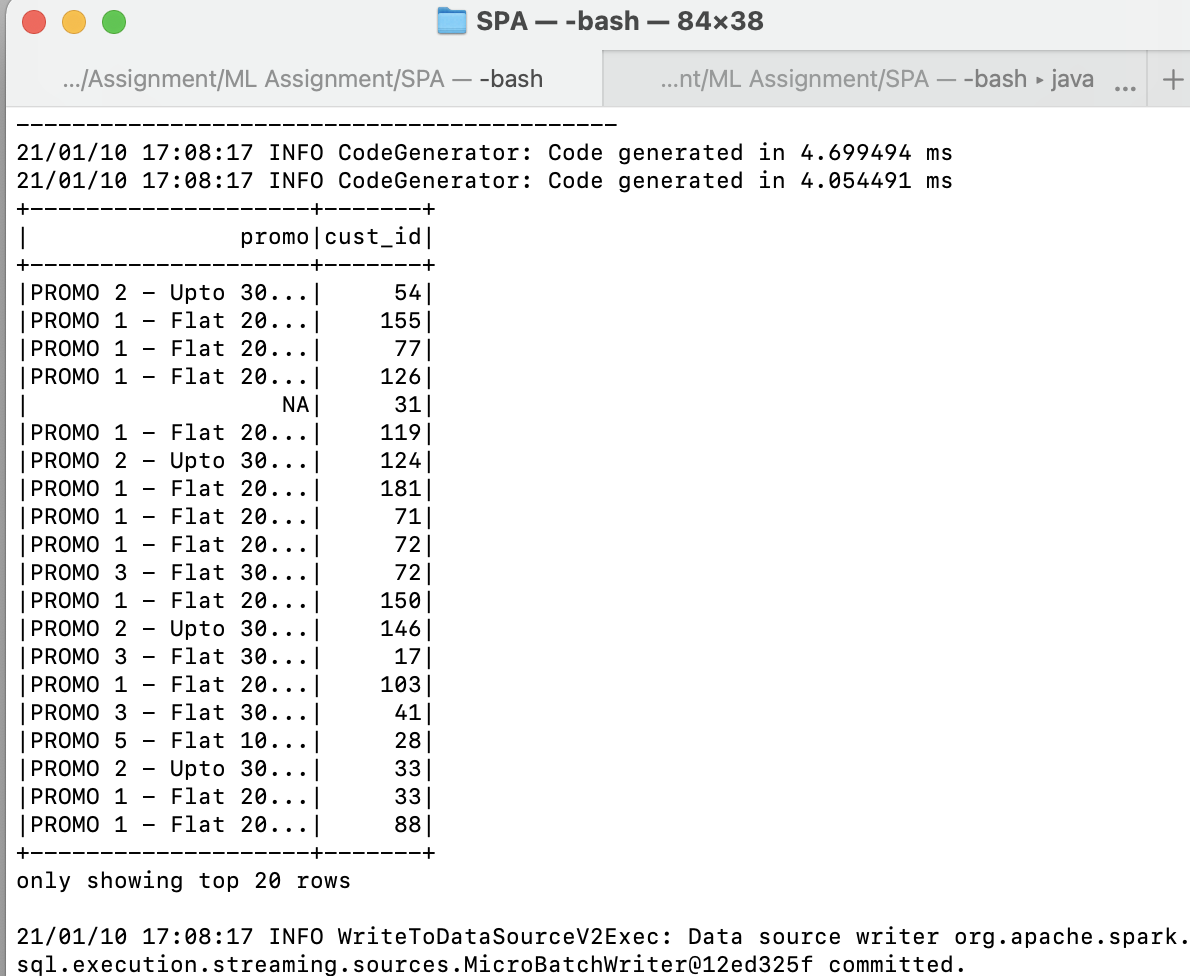 SPA — -bash — 84×38
.../Assignment/ML Assignment/SPA — -bash
...nt/ML Assignment/SPA — -bash ▸ java ...
+
-------------------------------------------
21/01/10 17:08:17 INFO CodeGenerator: Code generated in 4.699494 ms
21/01/10 17:08:17 INFO CodeGenerator: Code generated in 4.054491 ms
+--------------------+-------+
|               promo|cust_id|
+--------------------+-------+
|PROMO 2 - Upto 30...|     54|
|PROMO 1 - Flat 20...|    155|
|PROMO 1 - Flat 20...|     77|
|PROMO 1 - Flat 20...|    126|
|                  NA|     31|
|PROMO 1 - Flat 20...|    119|
|PROMO 2 - Upto 30...|    124|
|PROMO 1 - Flat 20...|    181|
|PROMO 1 - Flat 20...|     71|
|PROMO 1 - Flat 20...|     72|
|PROMO 3 - Flat 30...|     72|
|PROMO 1 - Flat 20...|    150|
|PROMO 2 - Upto 30...|    146|
|PROMO 3 - Flat 30...|     17|
|PROMO 1 - Flat 20...|    103|
|PROMO 3 - Flat 30...|     41|
|PROMO 5 - Flat 10...|     28|
|PROMO 2 - Upto 30...|     33|
|PROMO 1 - Flat 20...|     33|
|PROMO 1 - Flat 20...|     88|
+--------------------+-------+
only showing top 20 rows
21/01/10 17:08:17 INFO WriteToDataSourceV2Exec: Data source writer org.apache.spark.
sql.execution.streaming.sources.MicroBatchWriter@12ed325f committed.